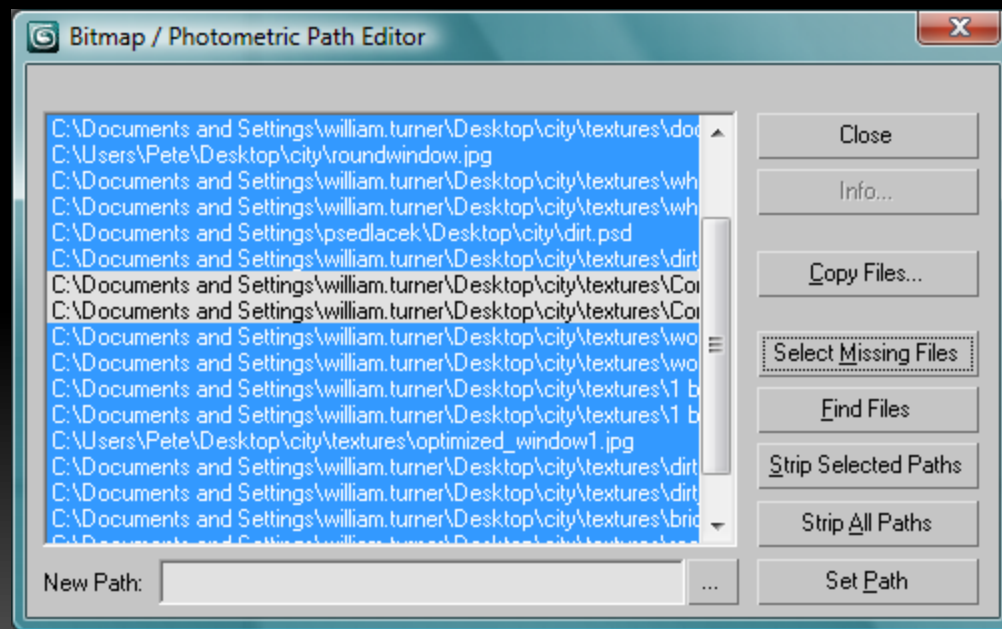 Bitmap / Photometric Path Editor
X
C:\Documents and Settings\william.turner\Desktop\city\textures\doo
C:\Users\Pete\Desktop\city\roundwindow.jpg
C:\Documents and Settings\william.turner\Desktop\city\textures\wh
C:\Documents and Settings\william.turner\Desktop\city\textures\wh
C:\Documents and Settings\psedlacek\Desktop\city\dirt.psd
C:\Documents and Settings\william.turner\Desktop\city\textures\dirt
C:\Documents and Settings\william.turner\Desktop\city\textures\Cor
C:\Documents and Settings\william.turner\Desktop\city\textures\Cor
C:\Documents and Settings\william.turner\Desktop\city\textures\wo
C:\Documents and Settings\william.turner\Desktop\city\textures\wo
C:\Documents and Settings\william.turner\Desktop\city\textures\1 b
C:\Documents and Settings\william.turner\Desktop\city\textures\1 b
C:\Users\Pete\Desktop\city\textures\optimized_window1.jpg
C:\Documents and Settings\william.turner\Desktop\city\textures\dirt
C:\Documents and Settings\william.turner\Desktop\city\textures\dirt
C:\Documents and Settings\william.turner\Desktop\city\textures\bric
Close
Info...
Copy Files...
Select Missing Files
Find Files
Strip Selected Paths
Strip All Paths
New Path:
...
Set Path